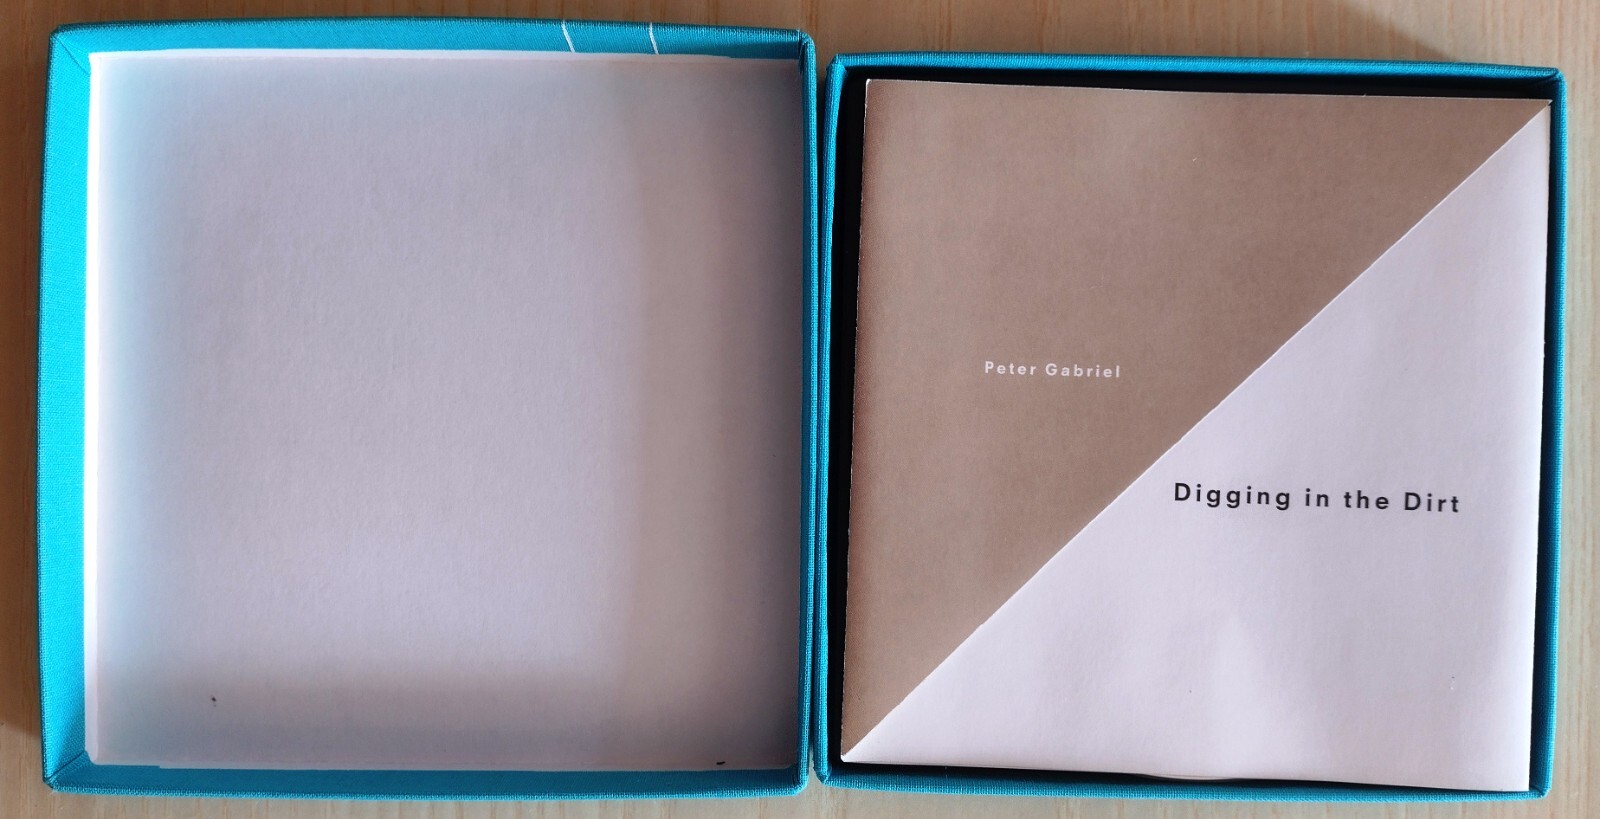 Peter Gabriel
Digging in the Dirt